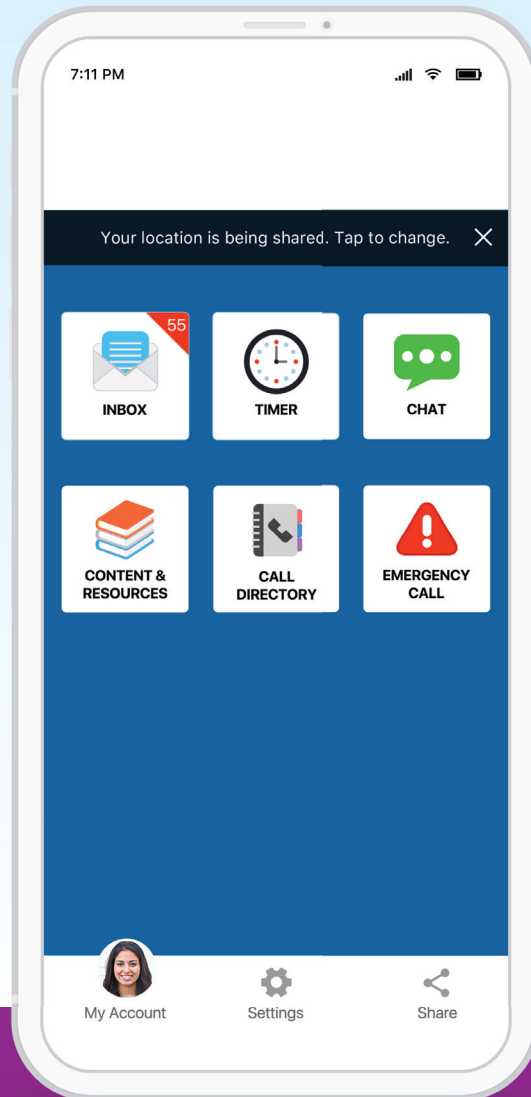 7:11 PM
Your location is being shared. Tap to change.
55
INBOX
TIMER
CHAT
CONTENT &
RESOURCES
CALL
DIRECTORY
EMERGENCY
CALL
My Account
Settings
Share